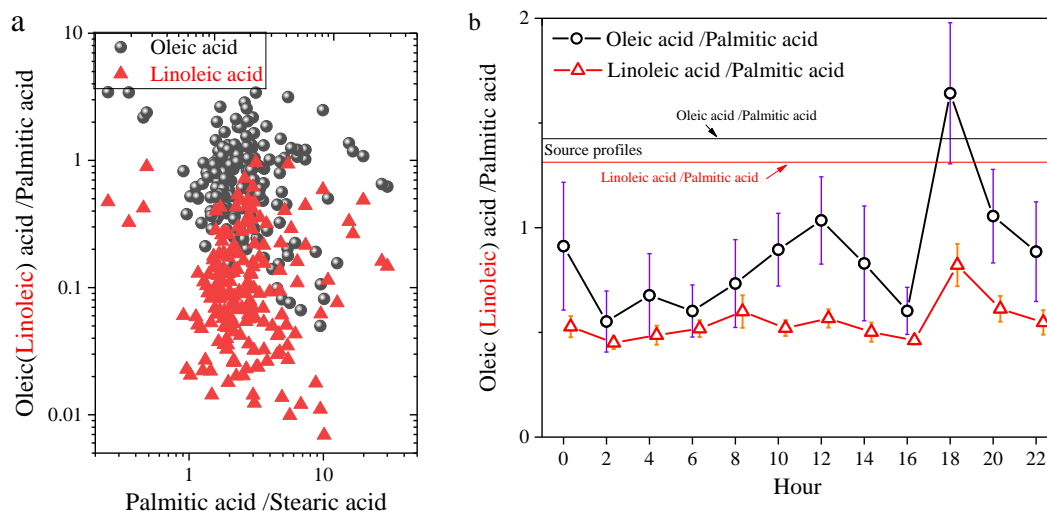 a
Oleic acid
Linoleic acid
10
1
0.1
0.01
Oleic(Linoleic) acid /Palmitic acid
1
10
Palmitic acid /Stearic acid
b
Oleic acid /Palmitic acid
Linoleic acid /Palmitic acid
Oleic acid /Palmitic acid
Source profiles
Linoleic acid /Palmitic acid
2
1
0
Oleic (Linoleic) acid /Palmitic acid
0 2 4 6 8 10 12 14 16 18 20 22
Hour